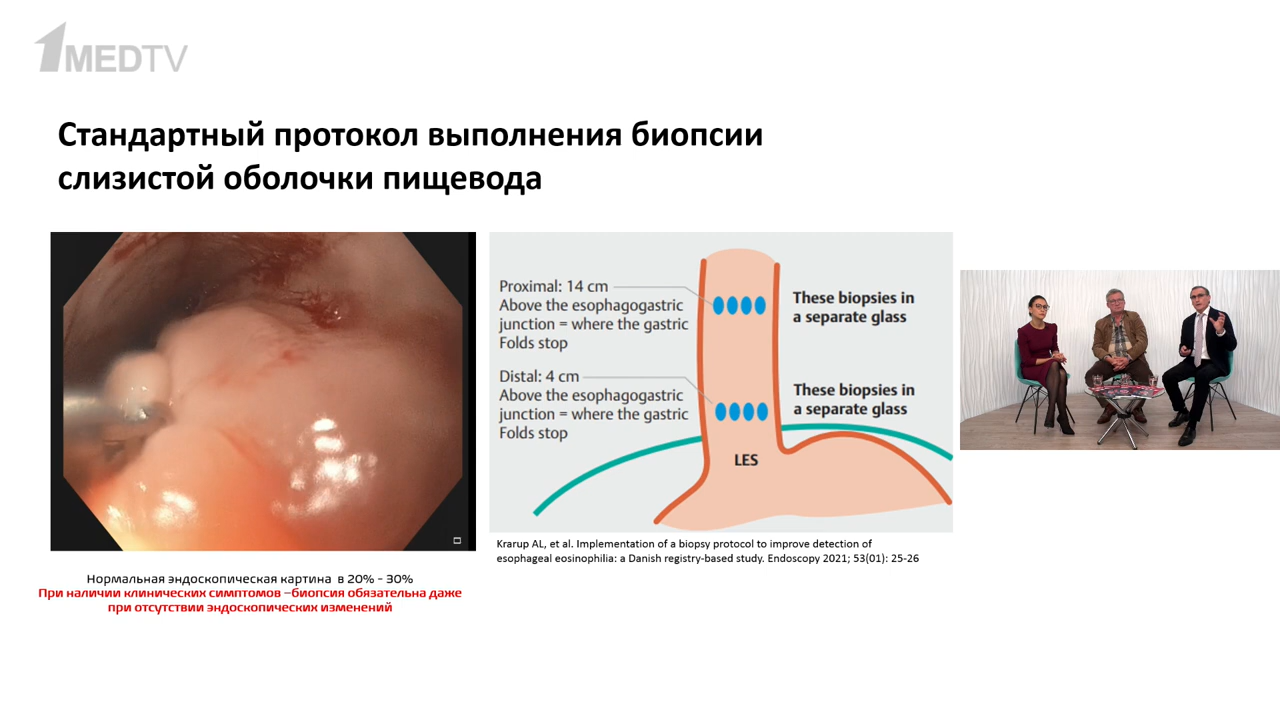 1MEDTV
Стандартный протокол выполнения биопсии
слизистой оболочки пищевода
Proximal: 14 cm
Above the esophagogastric
junction = where the gastric
Folds stop
These biopsies in
a separate glass
Distal: 4 cm
Above the esophagogastric
junction = where the gastric
Folds stop
These biopsies in
a separate glass
LES
Krarup AL, et al. Implementation of a biopsy protocol to improve detection of
esophageal eosinophilia: a Danish registry-based study. Endoscopy 2021; 53(01): 25-26
Нормальная эндоскопическая картина в 20% - 30%
При наличии клинических симптомов –биопсия обязательна даже
при отсутствии эндоскопических изменений